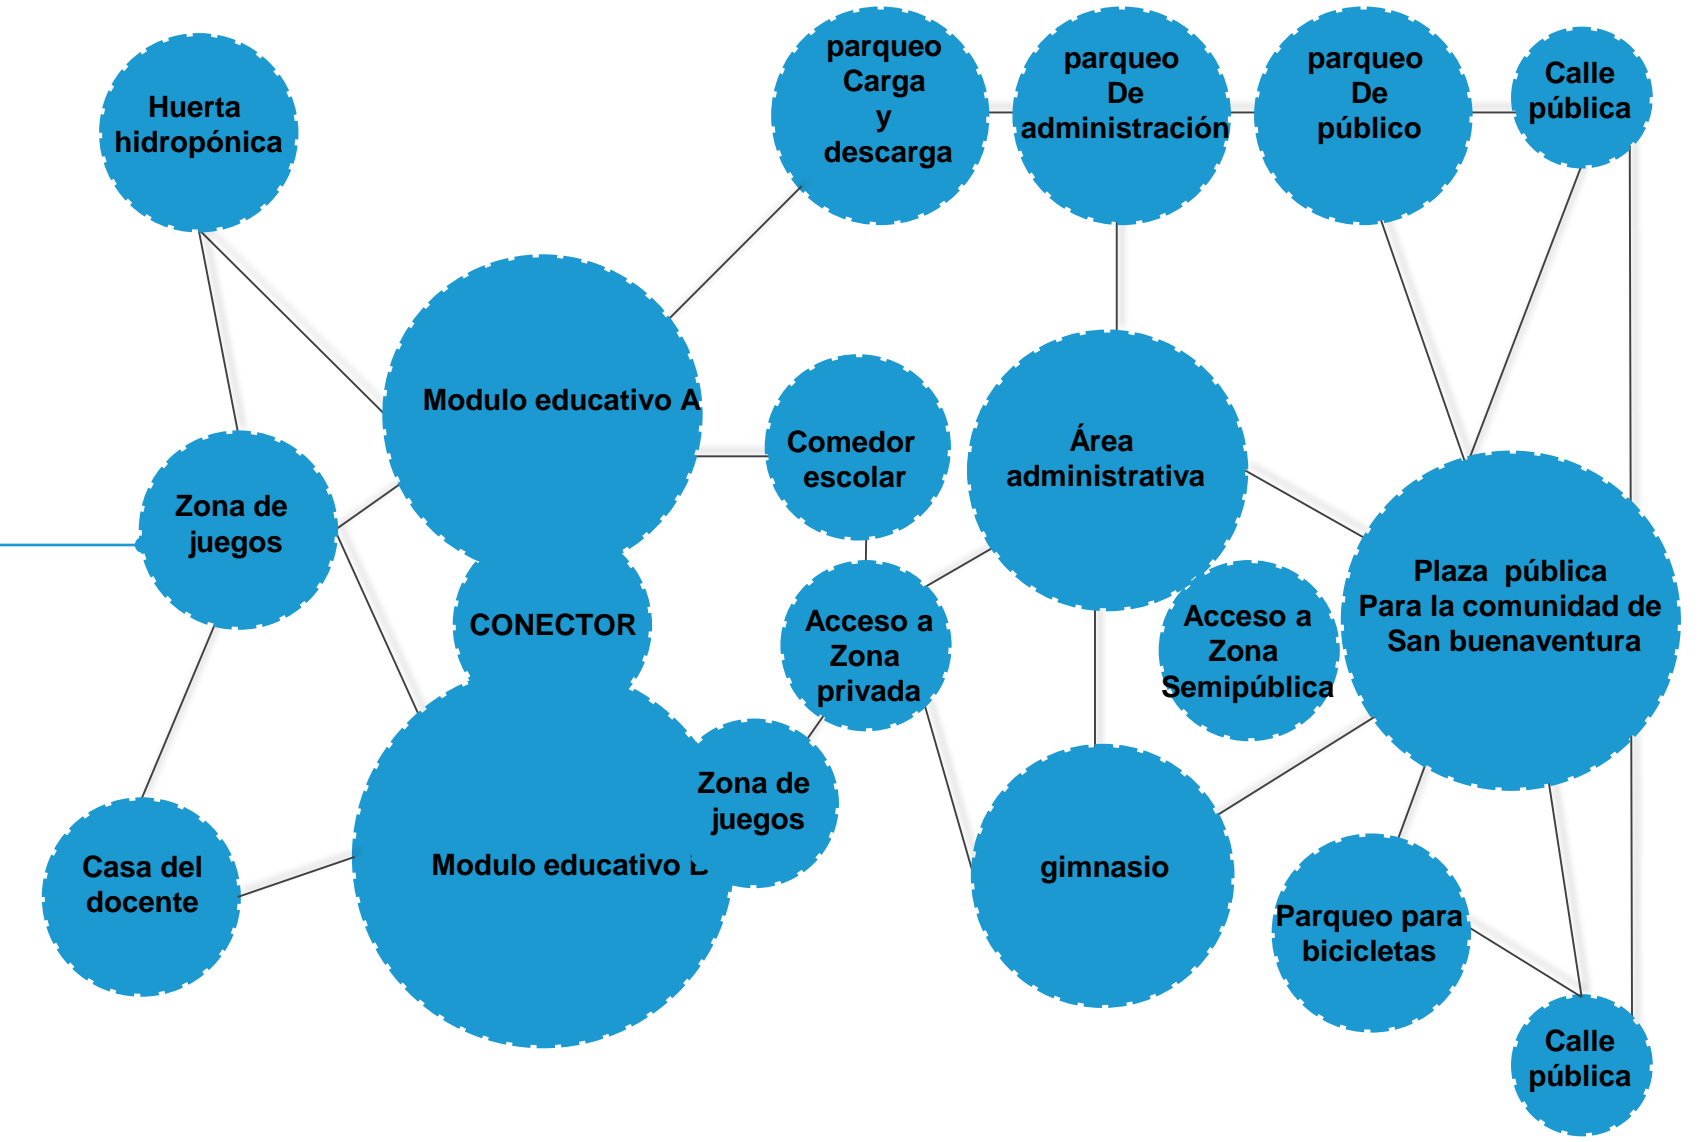 Huerta
hidropónica
parqueo
Carga
y
descarga
parqueo
De
administración
parqueo
De
público
Calle
pública
Modulo educativo A
Comedor
escolar
Área
administrativa
Zona de
juegos
CONECTOR
Acceso a
Zona
privada
Acceso a
Zona
Semipública
Plaza pública
Para la comunidad de
San buenaventura
Zona de
juegos
Modulo educativo
Casa del
docente
gimnasio
Parqueo para
bicicletas
Calle
pública